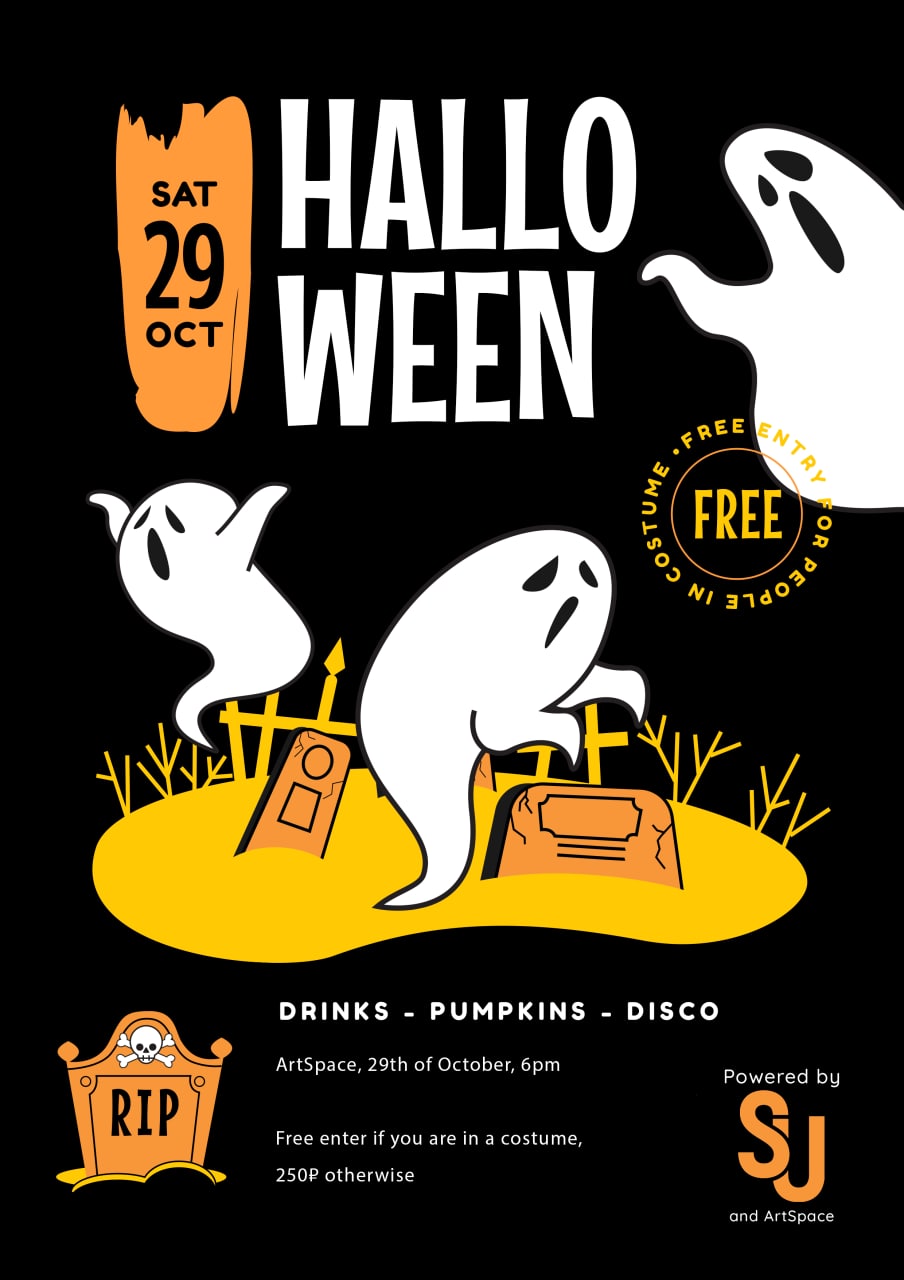 SAT
29
OCT
HALLO
WEEN
FREE ENTRY FOR PEOPLE IN COSTUME •
FREE
DRINKS - PUMPKINS - DISCO
ArtSpace, 29th of October, 6pm
Free enter if you are in a costume,
250₽ otherwise
RIP
Powered by
SU
and ArtSpace